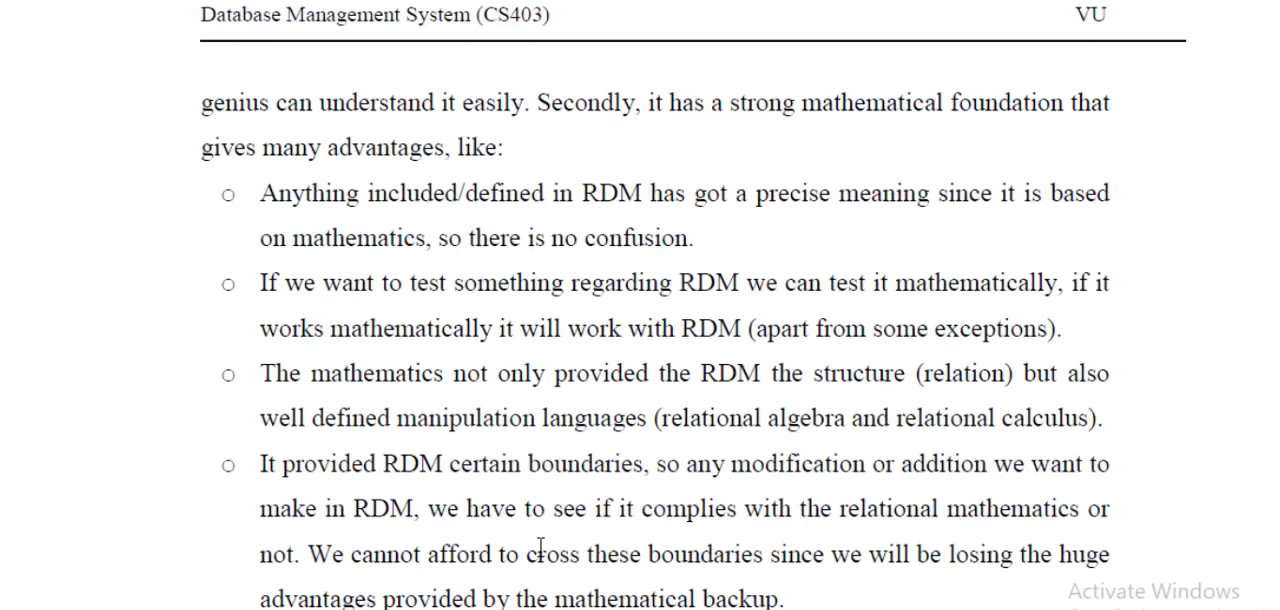 Database Management System (CS403) VU
genius can understand it easily. Secondly, it has a strong mathematical foundation that
gives many advantages, like:
o Anything included/defined in RDM has got a precise meaning since it is based
on mathematics, so there is no confusion.
o If we want to test something regarding RDM we can test it mathematically, if it
works mathematically it will work with RDM (apart from some exceptions).
o The mathematics not only provided the RDM the structure (relation) but also
well defined manipulation languages (relational algebra and relational calculus).
o It provided RDM certain boundaries, so any modification or addition we want to
make in RDM, we have to see if it complies with the relational mathematics or
not. We cannot afford to cross these boundaries since we will be losing the huge
advantages provided by the mathematical backup.
Activate Windows